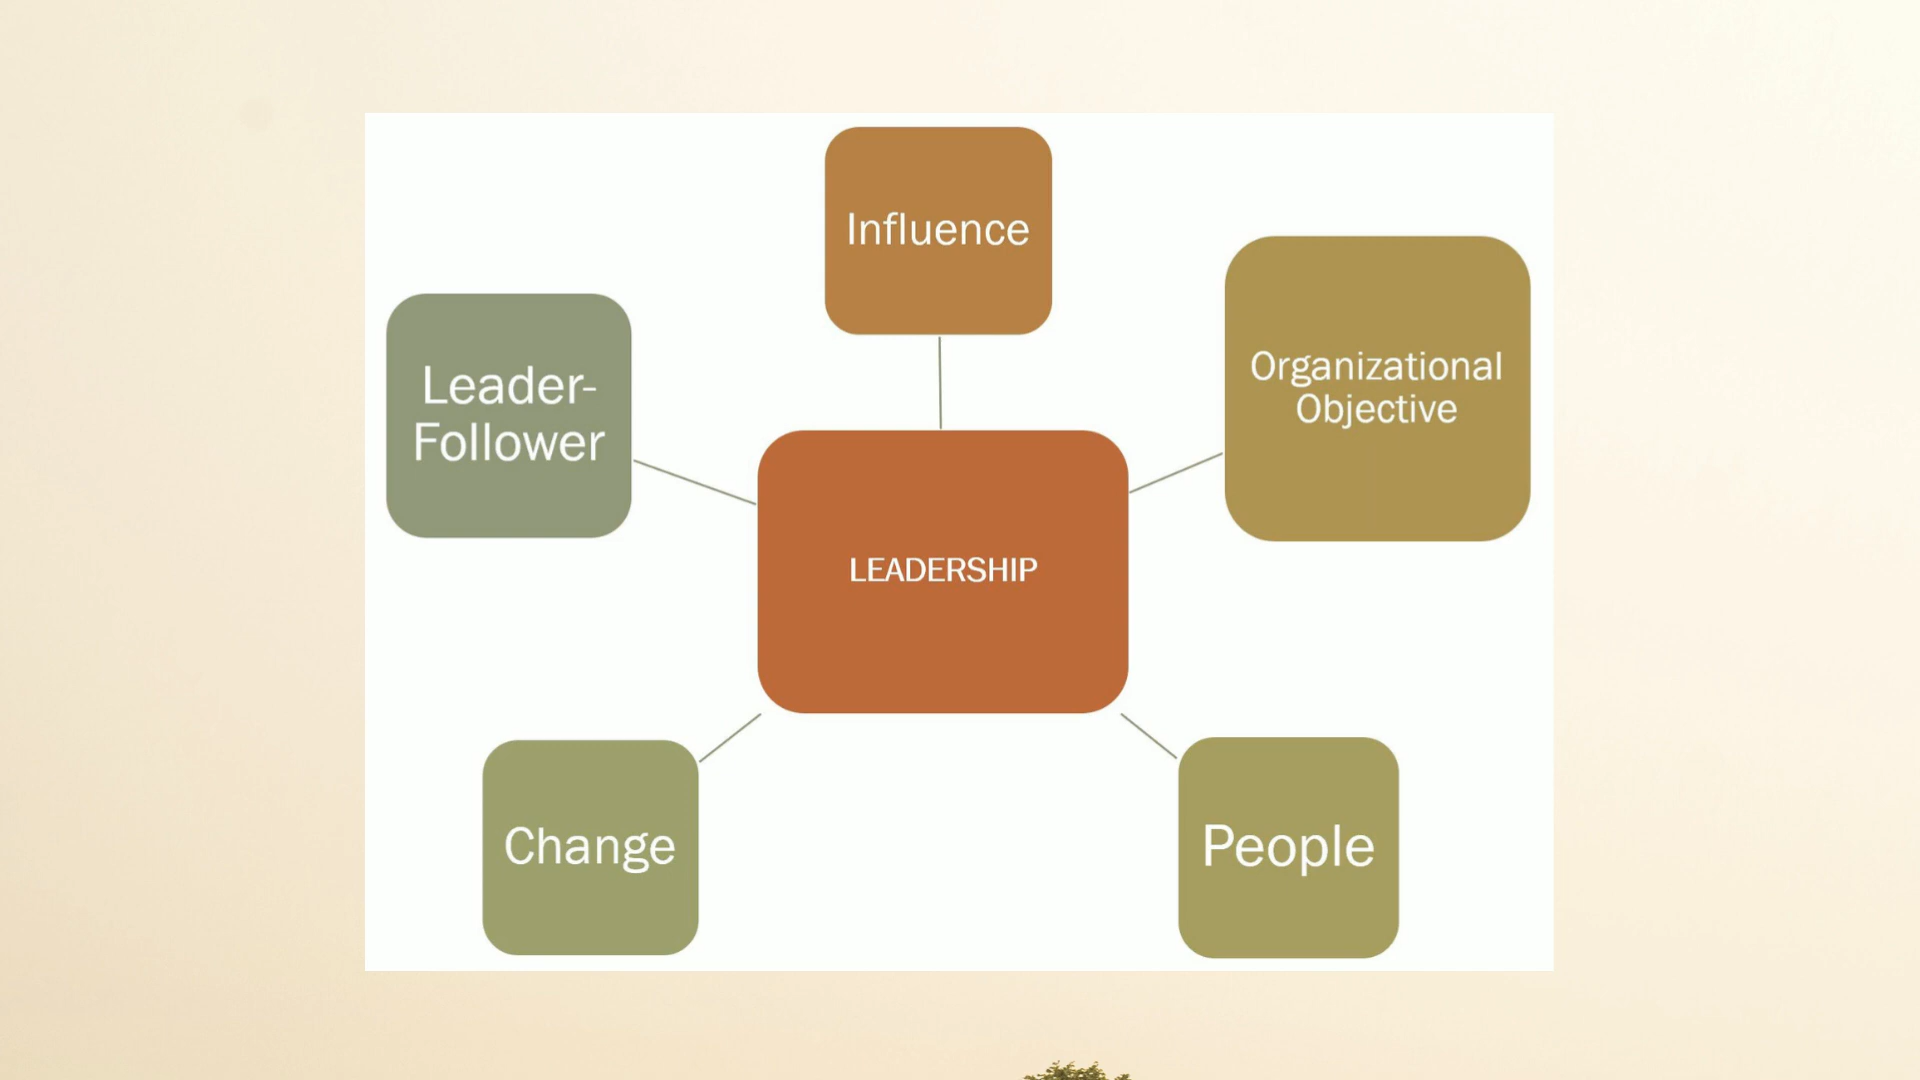 Influence
Organizational
Objective
Leader-
Follower
LEADERSHIP
Change
People